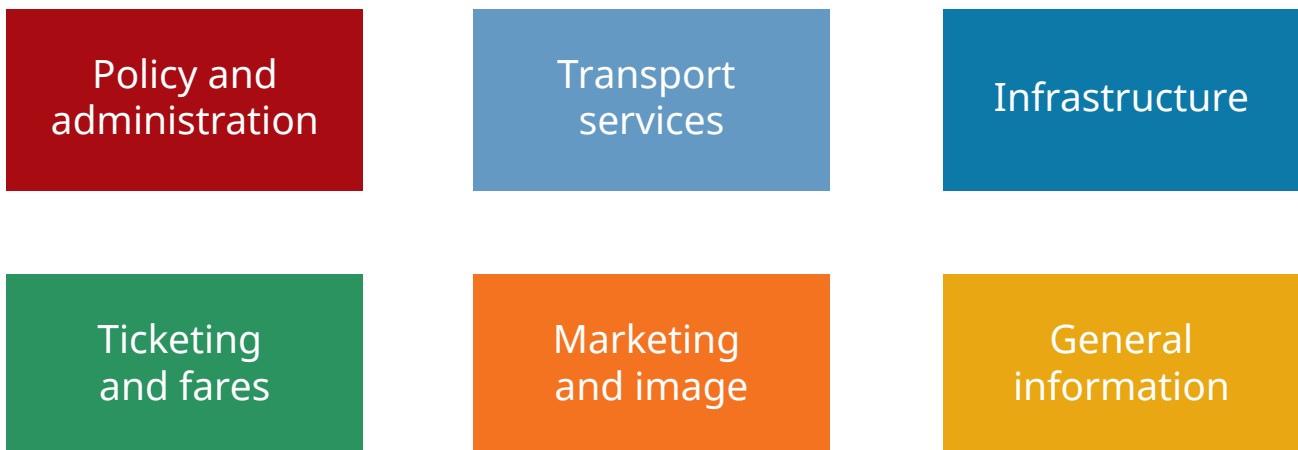 Policy and
administration
Transport
services
Infrastructure
Ticketing
and fares
Marketing
and image
General
information